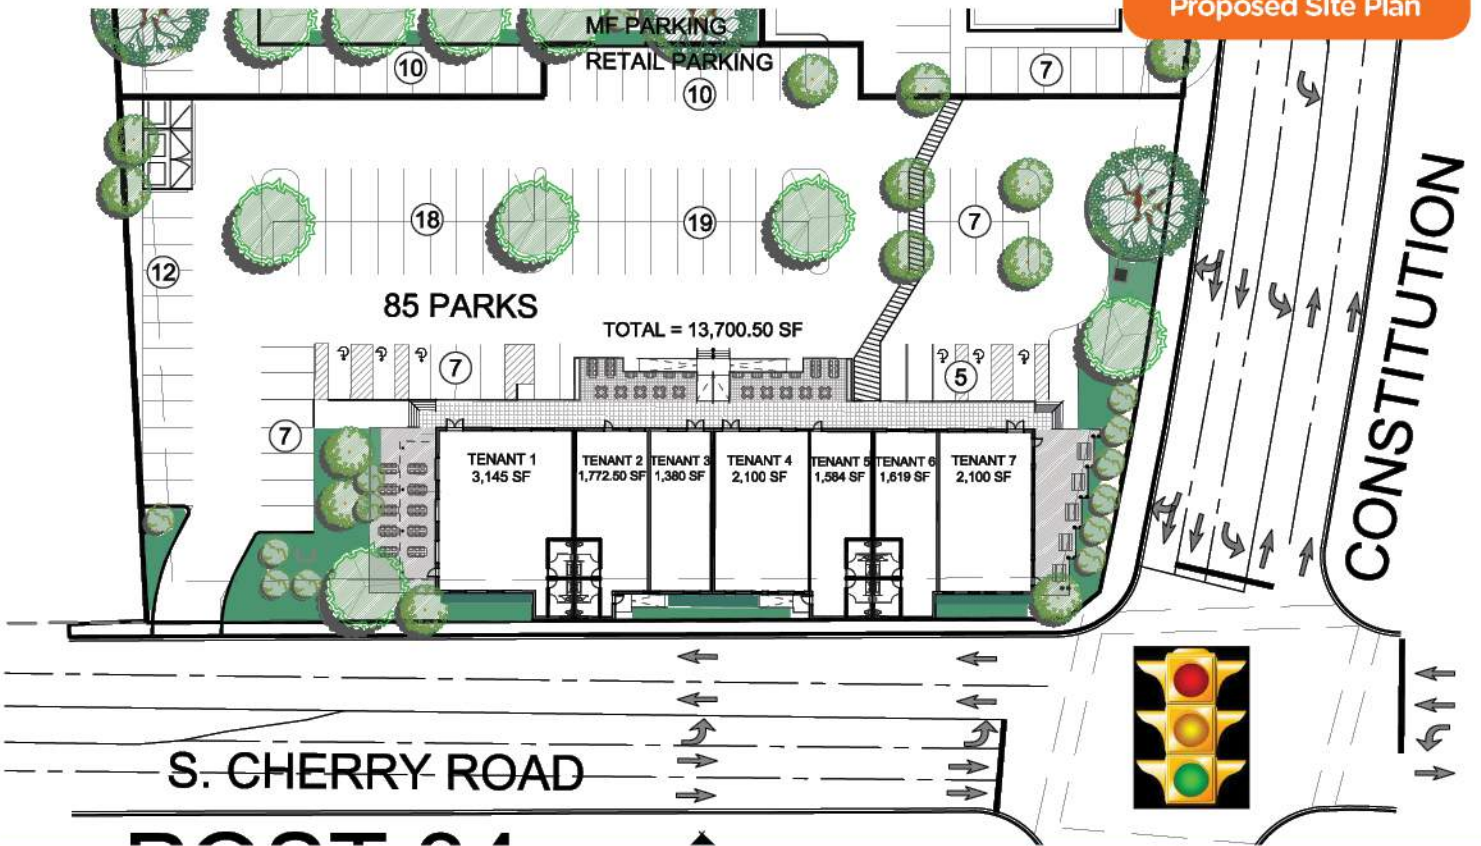 Proposed Site Plan
MF PARKING
RETAIL PARKING
10
10
7
18
19
7
12
85 PARKS
TOTAL = 13,700.50 SF
7
5
7
TENANT 1
3,145 SF
TENANT 2
1,772.50 SF
TENANT 3
1,380 SF
TENANT 4
2,100 SF
TENANT 5
1,584 SF
TENANT 6
1,619 SF
TENANT 7
2,100 SF
CONSTITUTION
S. CHERRY ROAD